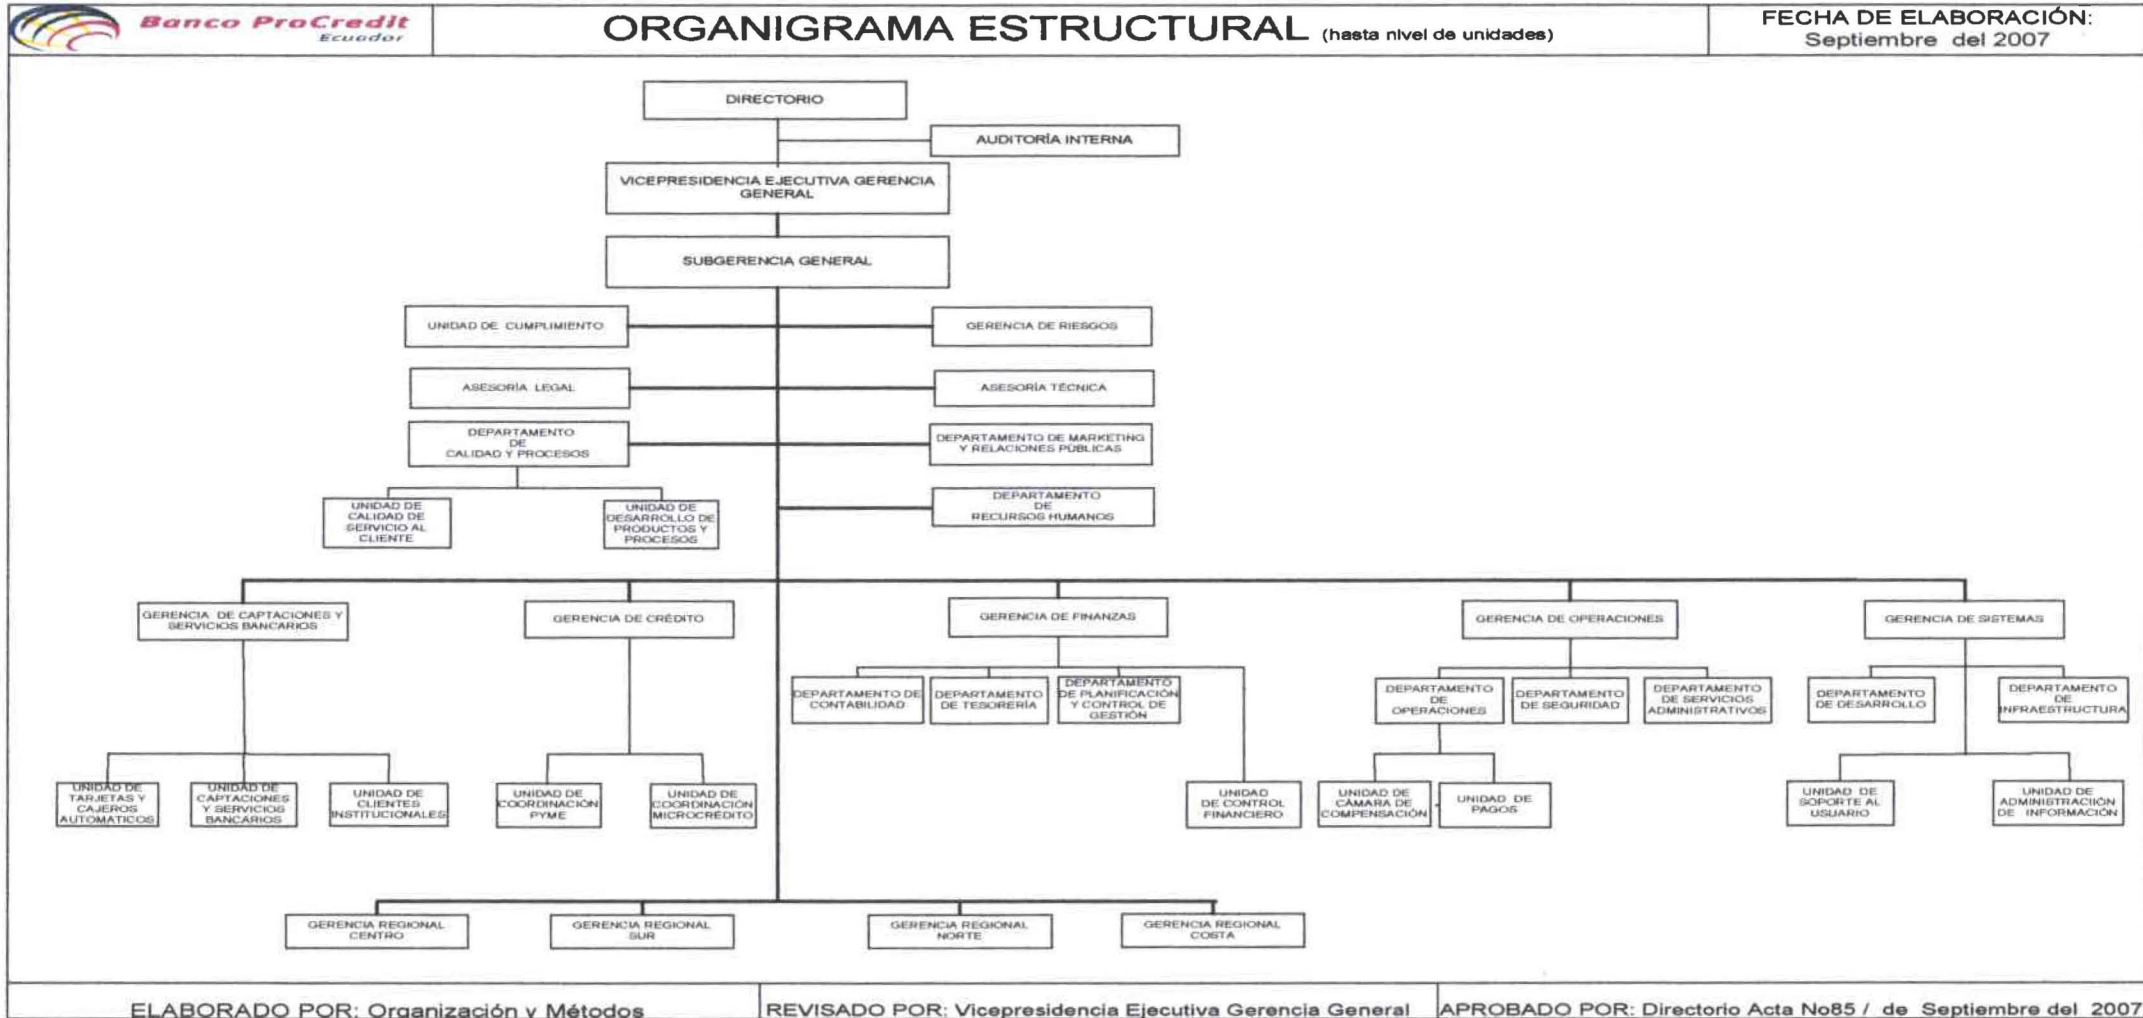 Banco ProCredit
Ecuador
ORGANIGRAMA ESTRUCTURAL (hasta nivel de unidades)
FECHA DE ELABORACIÓN:
Septiembre del 2007
DIRECTORIO
AUDITORÍA INTERNA
VICEPRESIDENCIA EJECUTIVA GERENCIA
GENERAL
SUBGERENCIA GENERAL
UNIDAD DE CUMPLIMIENTO
GERENCIA DE RIESGOS
ASESORÍA LEGAL
ASESORÍA TÉCNICA
DEPARTAMENTO
DE
CALIDAD Y PROCESOS
DEPARTAMENTO DE MARKETING
Y RELACIONES PÚBLICAS
UNIDAD DE
CALIDAD DE
SERVICIO AL
CLIENTE
UNIDAD DE
DESARROLLO DE
PRODUCTOS Y
PROCESOS
DEPARTAMENTO
DE
RECURSOS HUMANOS
GERENCIA DE CAPTACIONES Y
SERVICIOS BANCARIOS
GERENCIA DE CRÉDITO
GERENCIA DE FINANZAS
GERENCIA DE OPERACIONES
GERENCIA DE SISTEMAS
DEPARTAMENTO DE
CONTABILIDAD
DEPARTAMENTO
DE TESORERÍA
DEPARTAMENTO
DE PLANIFICACIÓN
Y CONTROL DE
GESTIÓN
DEPARTAMENTO
DE
OPERACIONES
DEPARTAMENTO
DE SEGURIDAD
DEPARTAMENTO
DE SERVICIOS
ADMINISTRATIVOS
DEPARTAMENTO
DE DESARROLLO
DEPARTAMENTO
DE
INFRAESTRUCTURA
UNIDAD DE
TARJETAS Y
CAJEROS
AUTOMATICOS
UNIDAD DE
CAPTACIONES
Y SERVICIOS
BANCARIOS
UNIDAD DE
CLIENTES
INSTITUCIONALES
UNIDAD DE
COORDINACIÓN
PYME
UNIDAD DE
COORDINACIÓN
MICROCRÉDITO
UNIDAD
DE CONTROL
FINANCIERO
UNIDAD DE
CÁMARA DE
COMPENSACIÓN
UNIDAD DE
PAGOS
UNIDAD DE
SOPORTE AL
USUARIO
UNIDAD DE
ADMINISTRACIIÓN
DE INFORMACIÓN
GERENCIA REGIONAL
CENTRO
GERENCIA REGIONAL
SUR
GERENCIA REGIONAL
NORTE
GERENCIA REGIONAL
COSTA
ELABORADO POR: Organización y Métodos
REVISADO POR: Vicepresidencia Ejecutiva Gerencia General
APROBADO POR: Directorio Acta No85 / de Septiembre del 2007